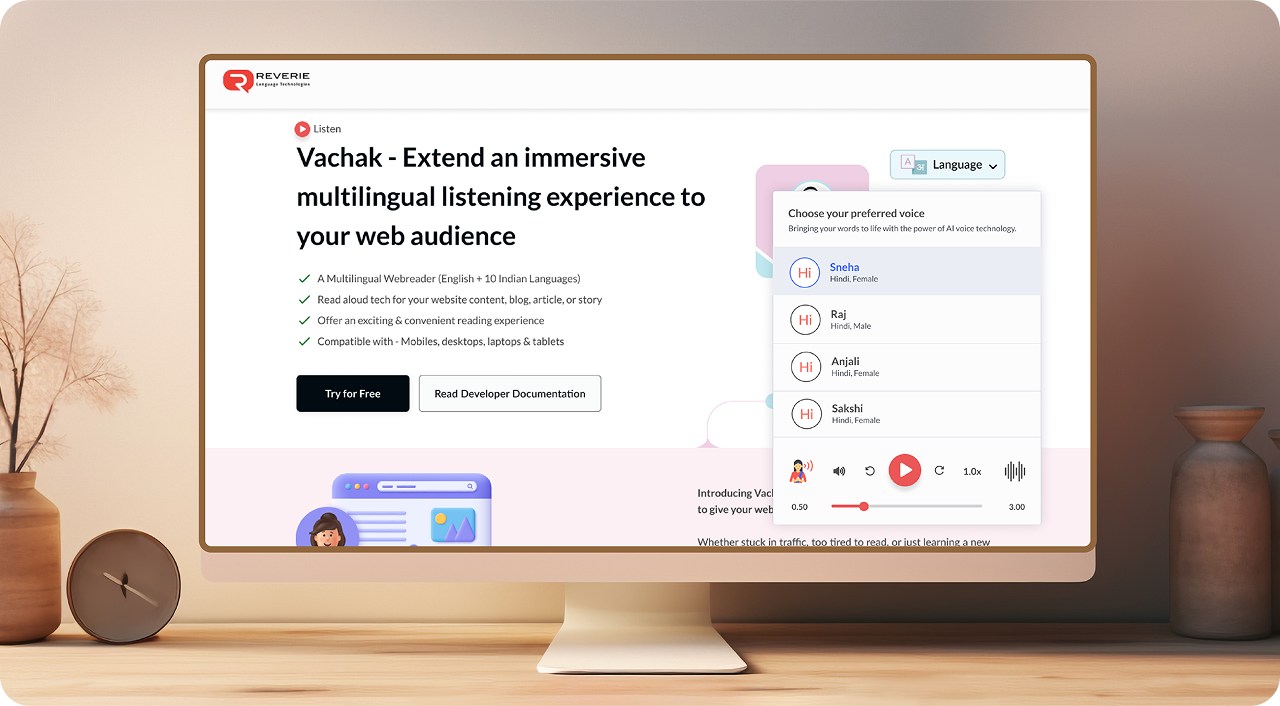 REVERIE
Language Technologies
Listen
Vachak - Extend an immersive
multilingual listening experience to
your web audience
A Multilingual Webreader (English + 10 Indian Languages)
Read aloud tech for your website content, blog, article, or story
Offer an exciting & convenient reading experience
Compatible with - Mobiles, desktops, laptops & tablets
Try for Free
Read Developer Documentation
A
Language
Choose your preferred voice
Bringing your words to life with the power of AI voice technology.
Hi
Sneha
Hindi, Female
Hi
Raj
Hindi, Male
Hi
Anjali
Hindi, Female
Hi
Sakshi
Hindi, Female
1.0x
0.50
3.00
Introducing
to give your web
Whether stuck in traffic, too tired to read, or just learning a new